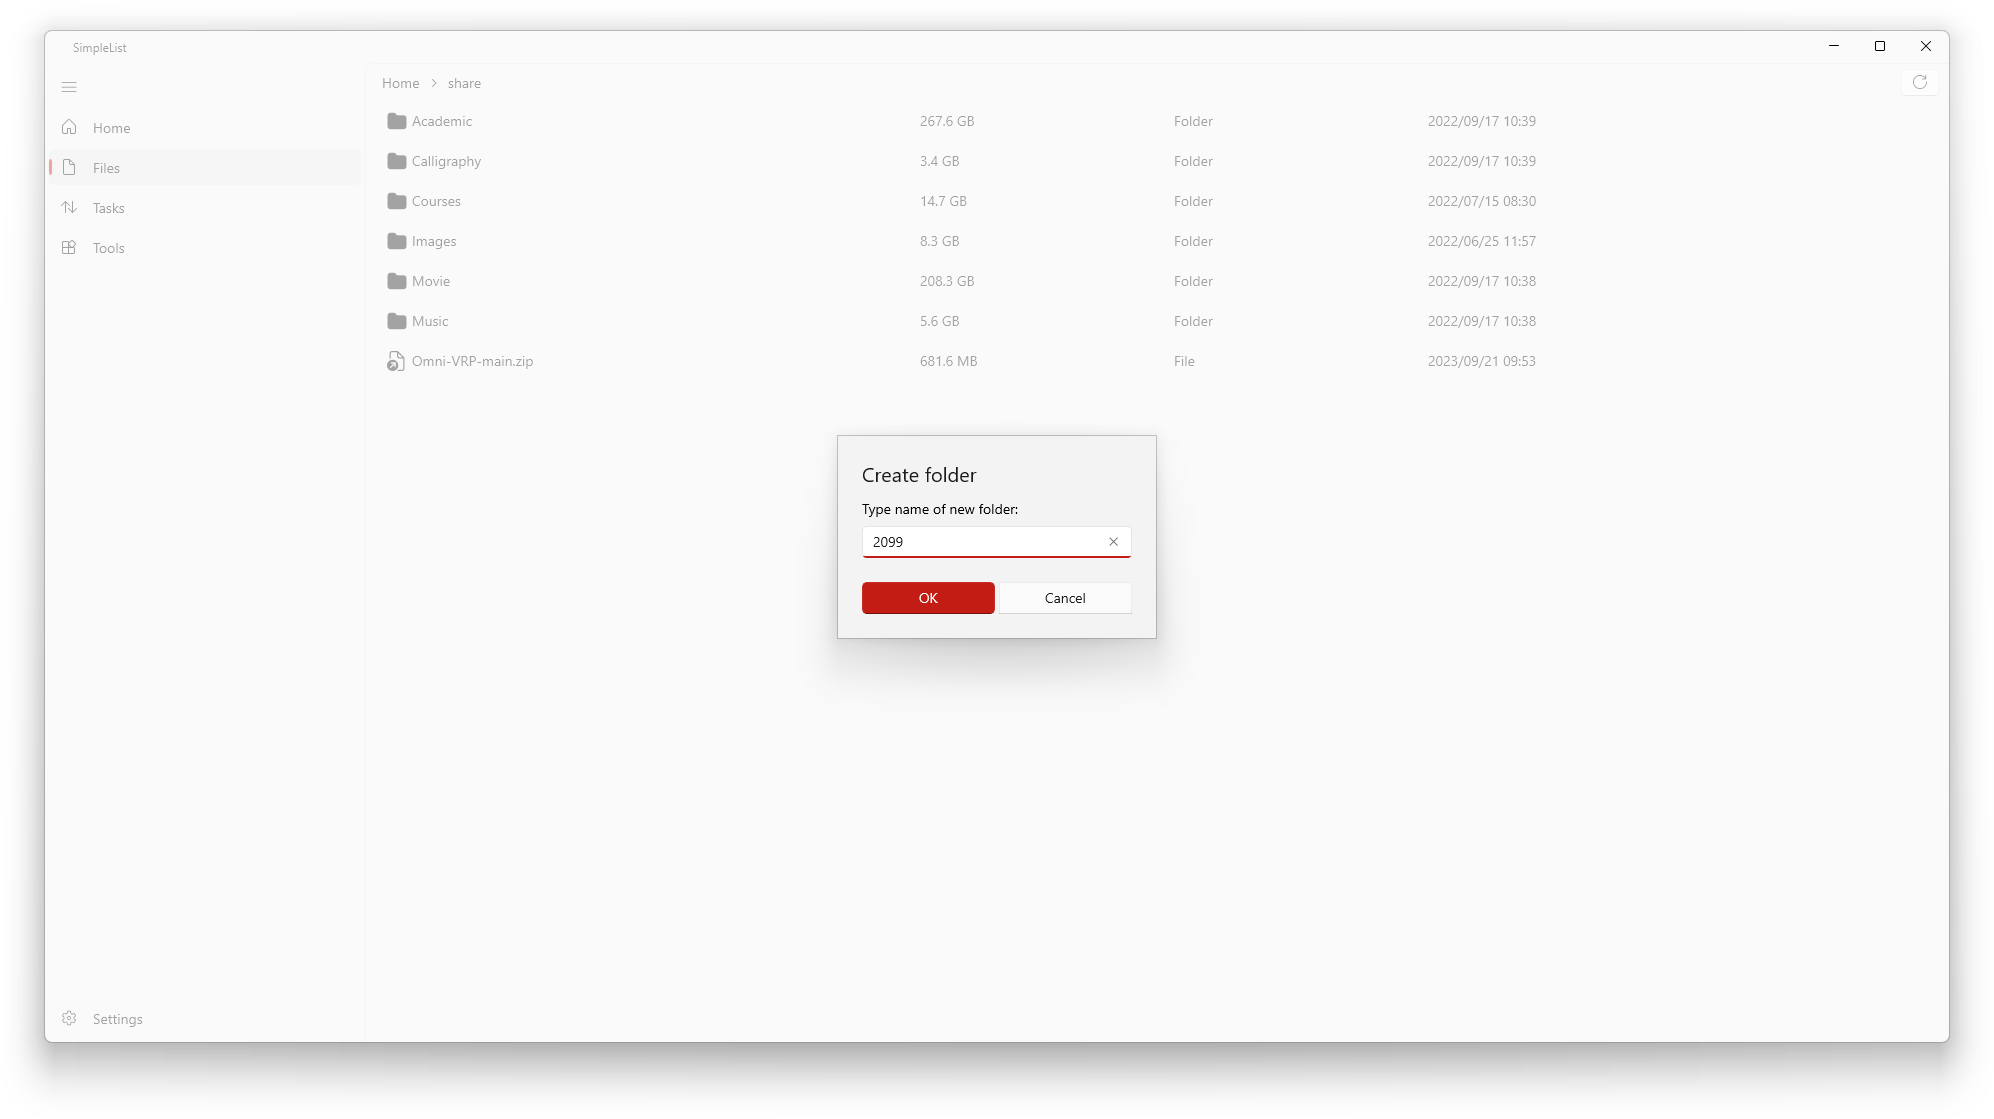 SimpleList
Home > share
Home
Files
Tasks
Tools
Academic 267.6 GB Folder 2022/09/17 10:39
Calligraphy 3.4 GB Folder 2022/09/17 10:39
Courses 14.7 GB Folder 2022/07/15 08:30
Images 8.3 GB Folder 2022/06/25 11:57
Movie 208.3 GB Folder 2022/09/17 10:38
Music 5.6 GB Folder 2022/09/17 10:38
Omni-VRP-main.zip 681.6 MB File 2023/09/21 09:53
Create folder
Type name of new folder:
2099
OK Cancel
Settings